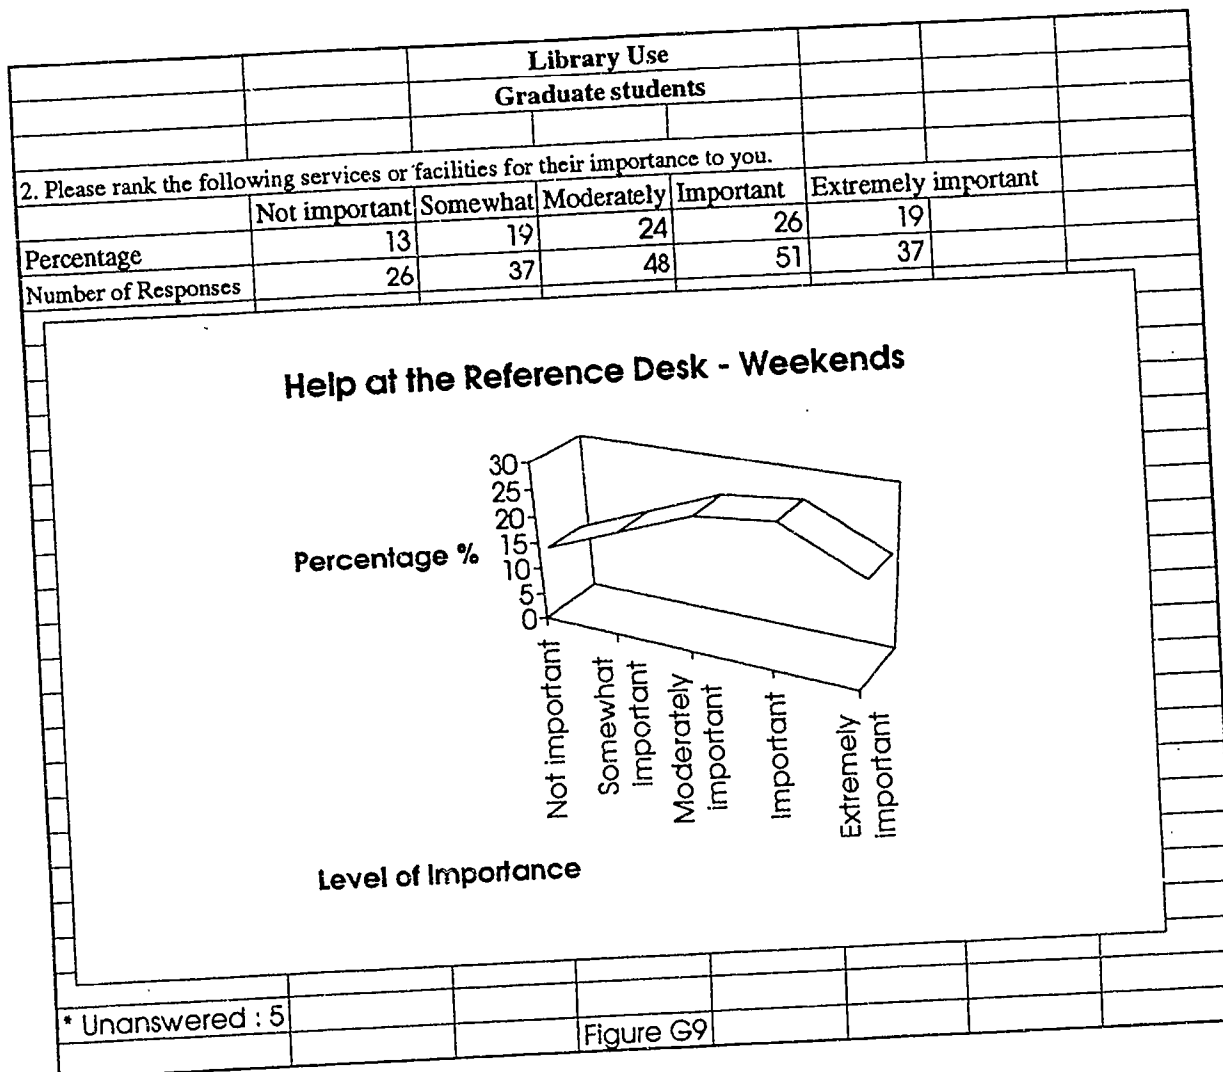 Library Use
Graduate students
2. Please rank the following services or facilities for their importance to you.
Not important Somewhat Moderately Important Extremely important
Percentage 13 19 24 26 19
Number of Responses 26 37 48 51 37
Help at the Reference Desk - Weekends
30
25
20
15
10
5
0
Percentage %
Not important
Somewhat
important
Moderately
important
Important
Extremely
important
Level of Importance
* Unanswered : 5
Figure G9